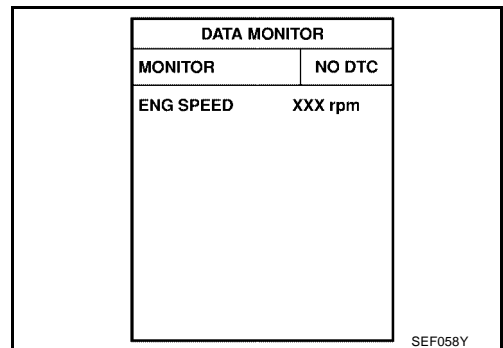 DATA MONITOR
MONITOR NO DTC
ENG SPEED XXX rpm
SEF058Y